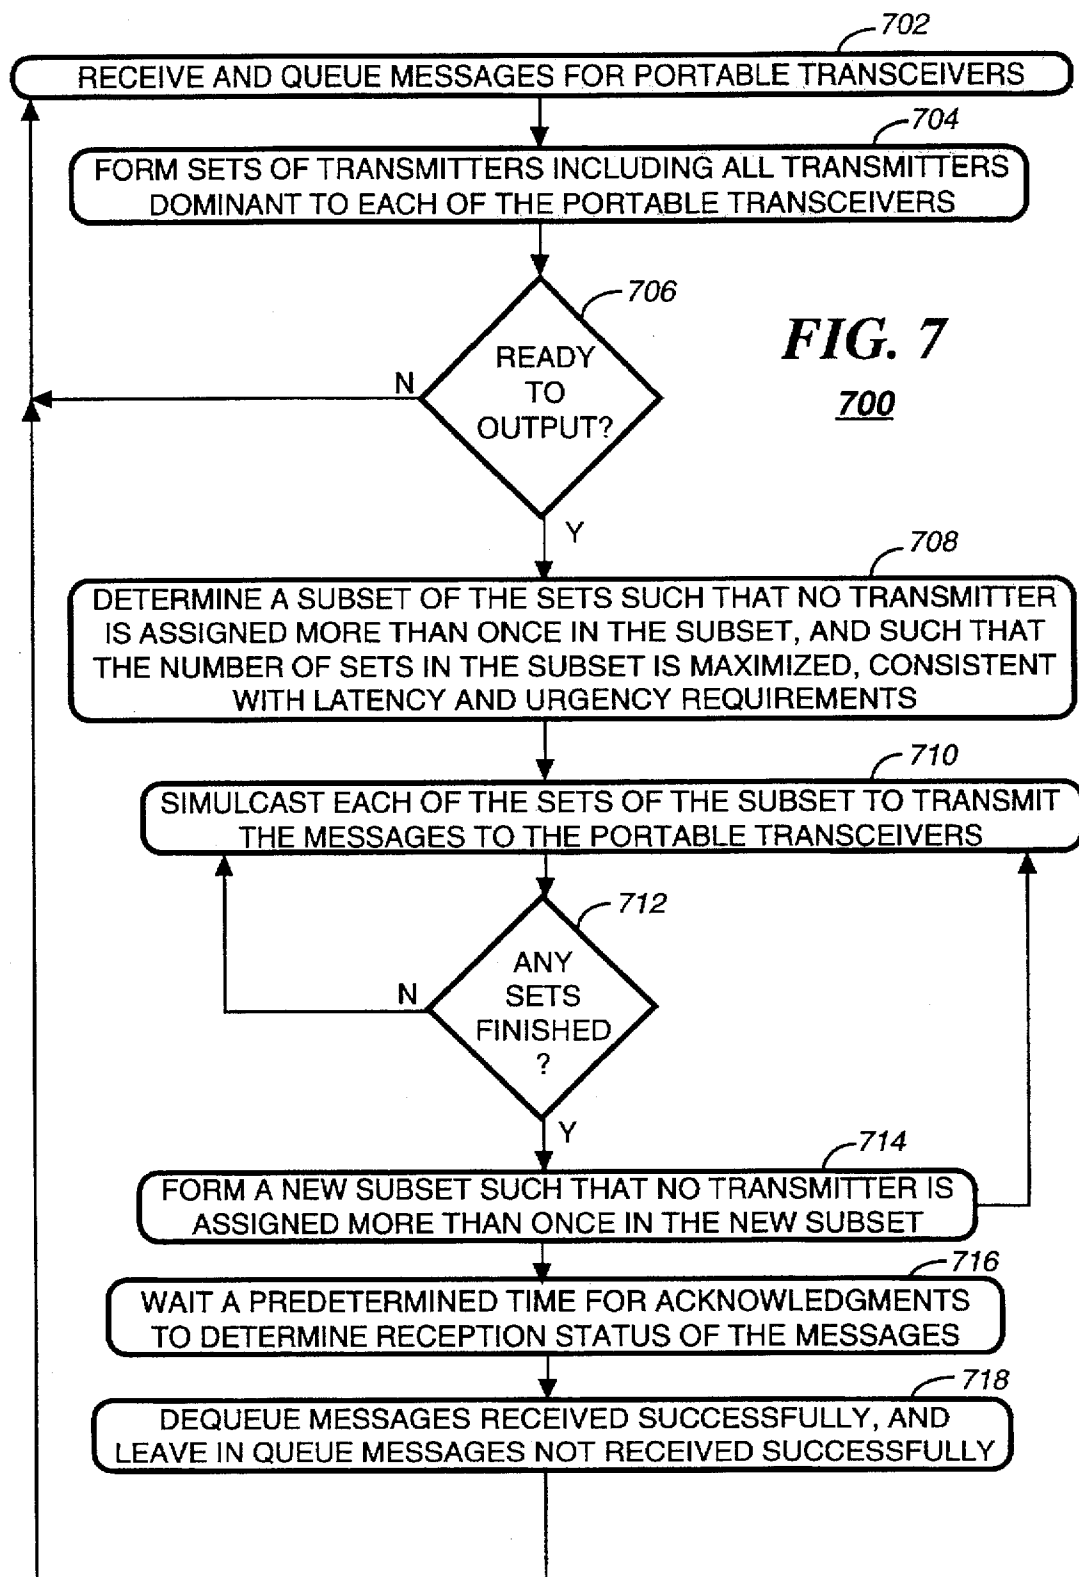 702
RECEIVE AND QUEUE MESSAGES FOR PORTABLE TRANSCEIVERS
704
FORM SETS OF TRANSMITTERS INCLUDING ALL TRANSMITTERS
DOMINANT TO EACH OF THE PORTABLE TRANSCEIVERS
706
READY
TO
OUTPUT?
N
Y
FIG. 7
700
708
DETERMINE A SUBSET OF THE SETS SUCH THAT NO TRANSMITTER
IS ASSIGNED MORE THAN ONCE IN THE SUBSET, AND SUCH THAT
THE NUMBER OF SETS IN THE SUBSET IS MAXIMIZED, CONSISTENT
WITH LATENCY AND URGENCY REQUIREMENTS
710
SIMULCAST EACH OF THE SETS OF THE SUBSET TO TRANSMIT
THE MESSAGES TO THE PORTABLE TRANSCEIVERS
712
ANY
SETS
FINISHED
?
N
Y
714
FORM A NEW SUBSET SUCH THAT NO TRANSMITTER IS
ASSIGNED MORE THAN ONCE IN THE NEW SUBSET
716
WAIT A PREDETERMINED TIME FOR ACKNOWLEDGMENTS
TO DETERMINE RECEPTION STATUS OF THE MESSAGES
718
DEQUEUE MESSAGES RECEIVED SUCCESSFULLY, AND
LEAVE IN QUEUE MESSAGES NOT RECEIVED SUCCESSFULLY